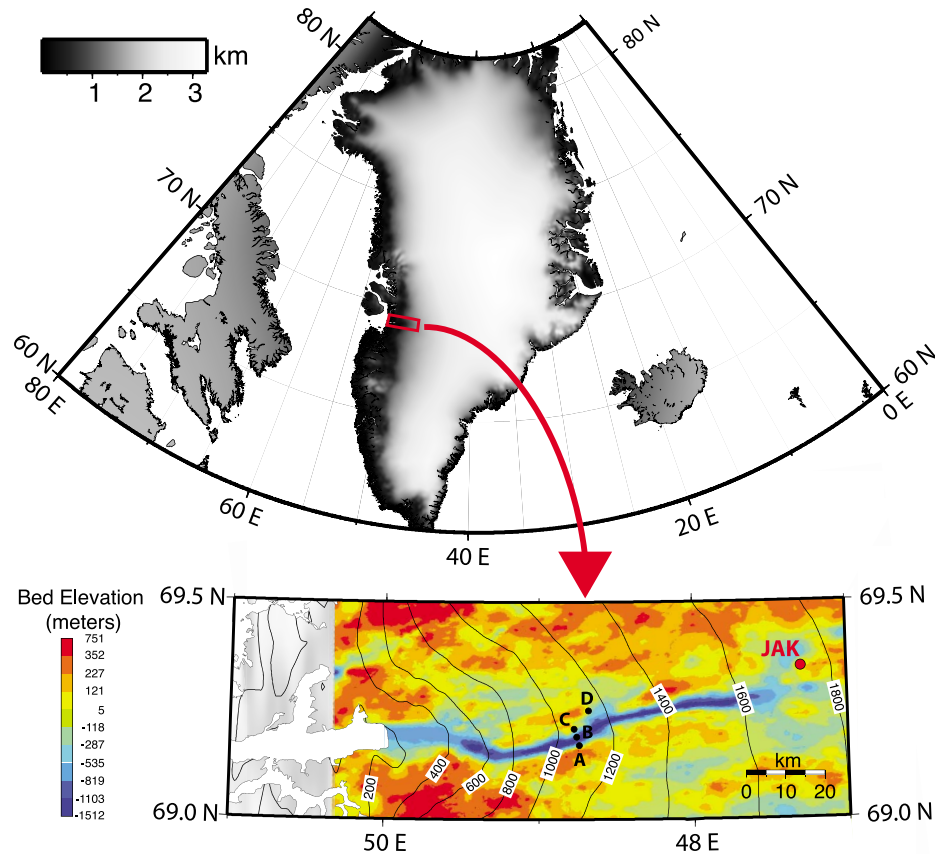 80 N
80 N
km
1 2 3
70 N
70 N
60 N
80 E
60 N
0 E
60 E
20 E
40 E
Bed Elevation
(meters)
69.5 N
69.5 N
751
352
227
121
5
-118
-287
-535
-819
-1103
-1512
JAK
D
C
B
A
200
400
600
800
1000
1200
1400
1600
1800
km
0 10 20
69.0 N
69.0 N
50 E
48 E